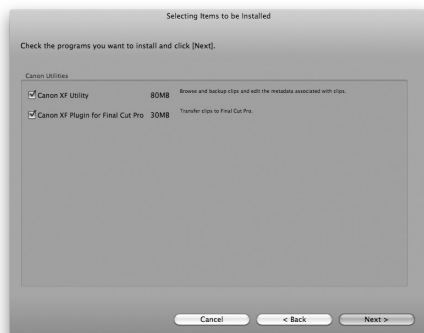 Selecting Items to be Installed
Check the programs you want to install and click [Next].
Canon Utilities
Canon XF Utility 80MB Browse and backup clips and edit the metadata associated with clips.
Canon XF Plugin for Final Cut Pro 30MB Transfer clips to Final Cut Pro.
Cancel < Back Next >